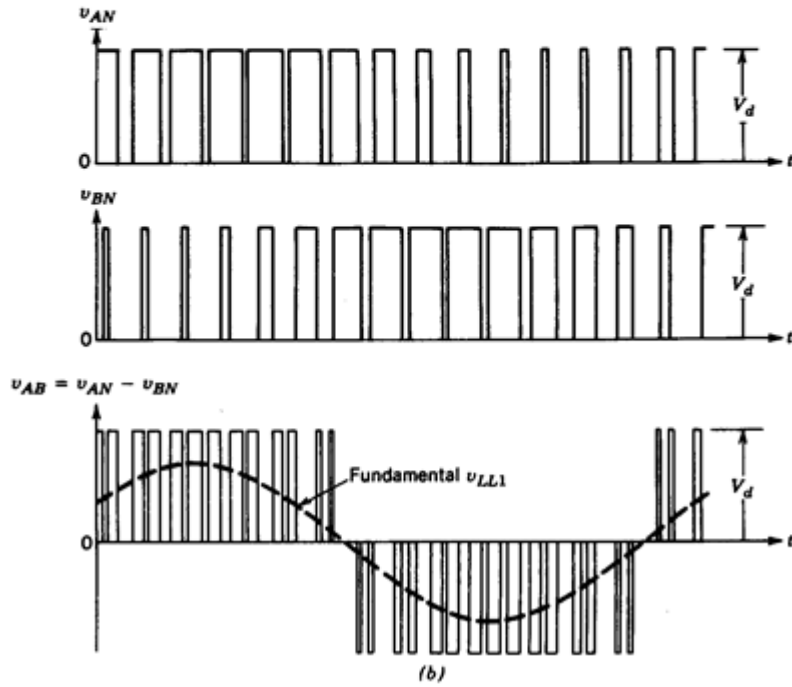 v_AN
V_d
0
t
v_BN
V_d
0
t
v_AB = v_AN − v_BN
Fundamental v_LL1
V_d
0
t
(b)